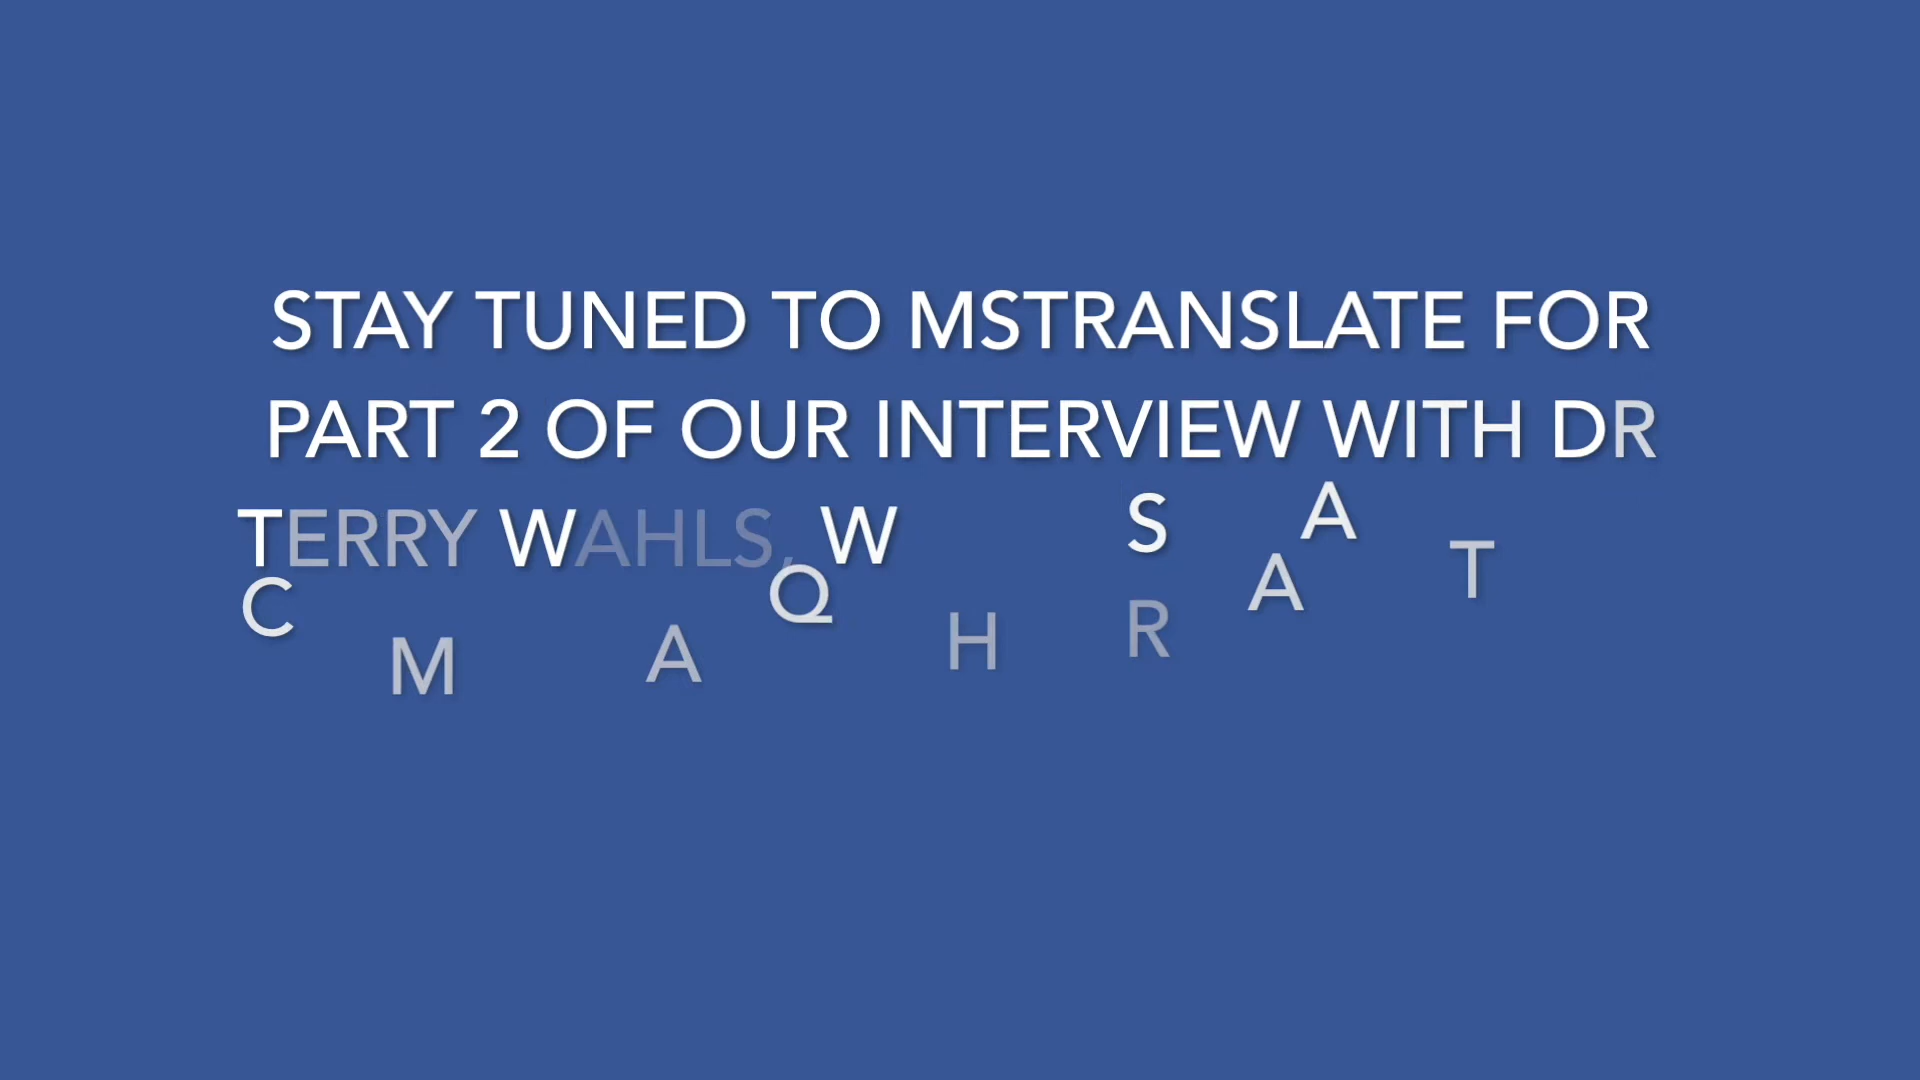 STAY TUNED TO MSTRANSLATE FOR
PART 2 OF OUR INTERVIEW WITH DR
TERRY WAHLS, W S A
C M A Q H R A T